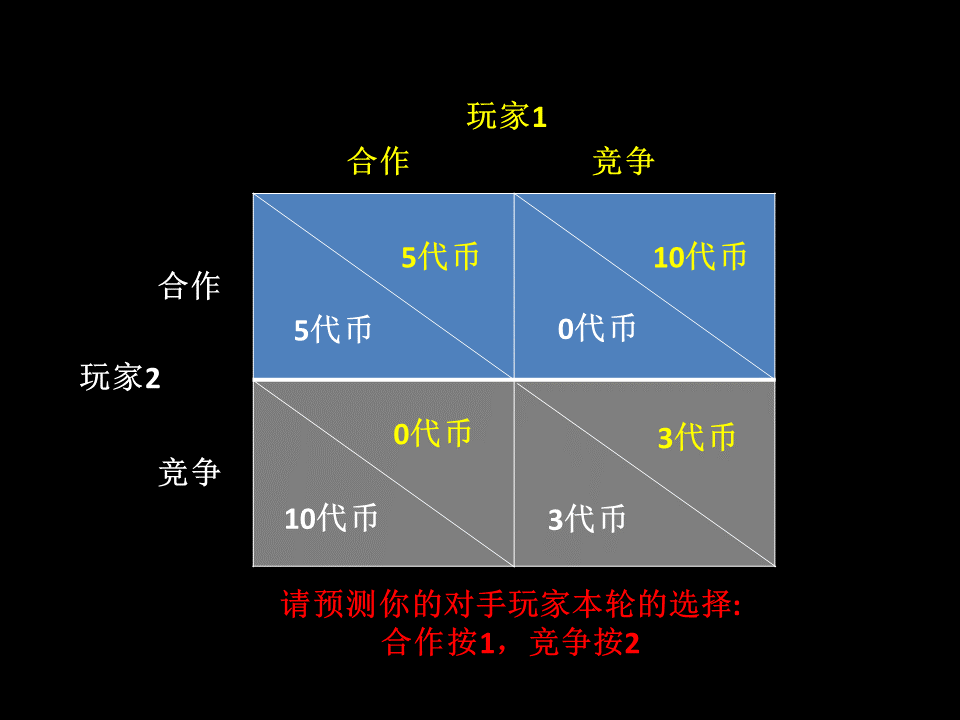 玩家1
合作 竞争
5代币 10代币
合作
5代币 0代币
玩家2
0代币 3代币
竞争
10代币 3代币
请预测你的对手玩家本轮的选择:
合作按1，竞争按2